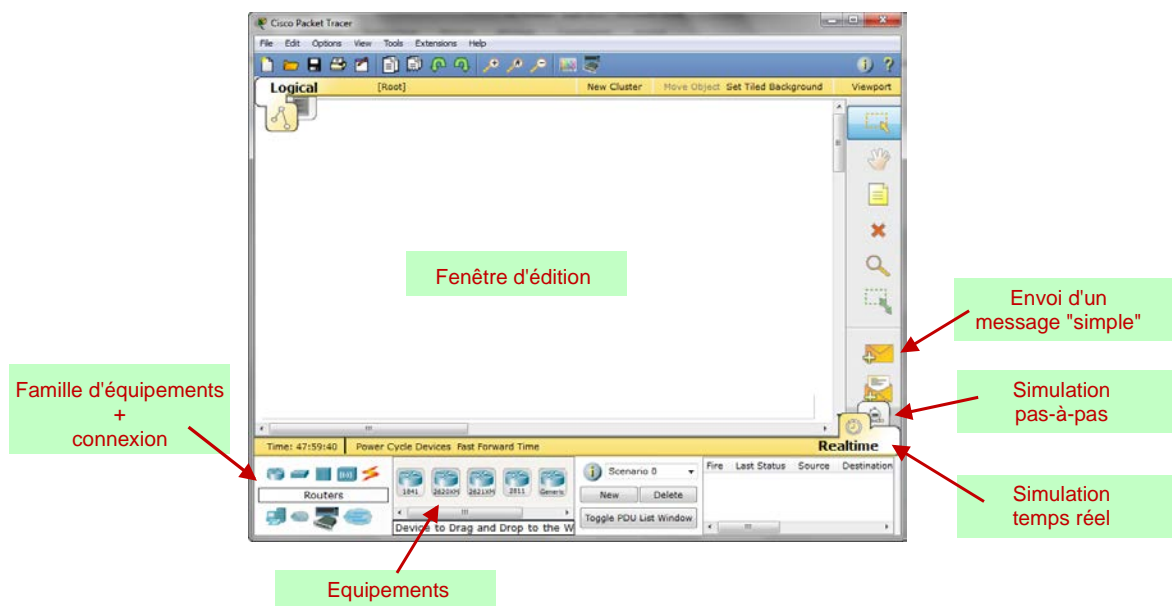 Cisco Packet Tracer
File Edit Options View Tools Extensions Help
Logical [Root] New Cluster Move Object Set Tiled Background Viewport
Fenêtre d'édition
Envoi d'un
message "simple"
Famille d'équipements
+
connexion
Simulation
pas-à-pas
Time: 47:59:40 Power Cycle Devices Fast Forward Time Realtime
Scenario 0 Fire Last Status Source Destination
1841 2620XM 2621XM 2811 Generic
Routers New Delete
Toggle PDU List Window
Device to Drag and Drop to the W
Simulation
temps réel
Equipements